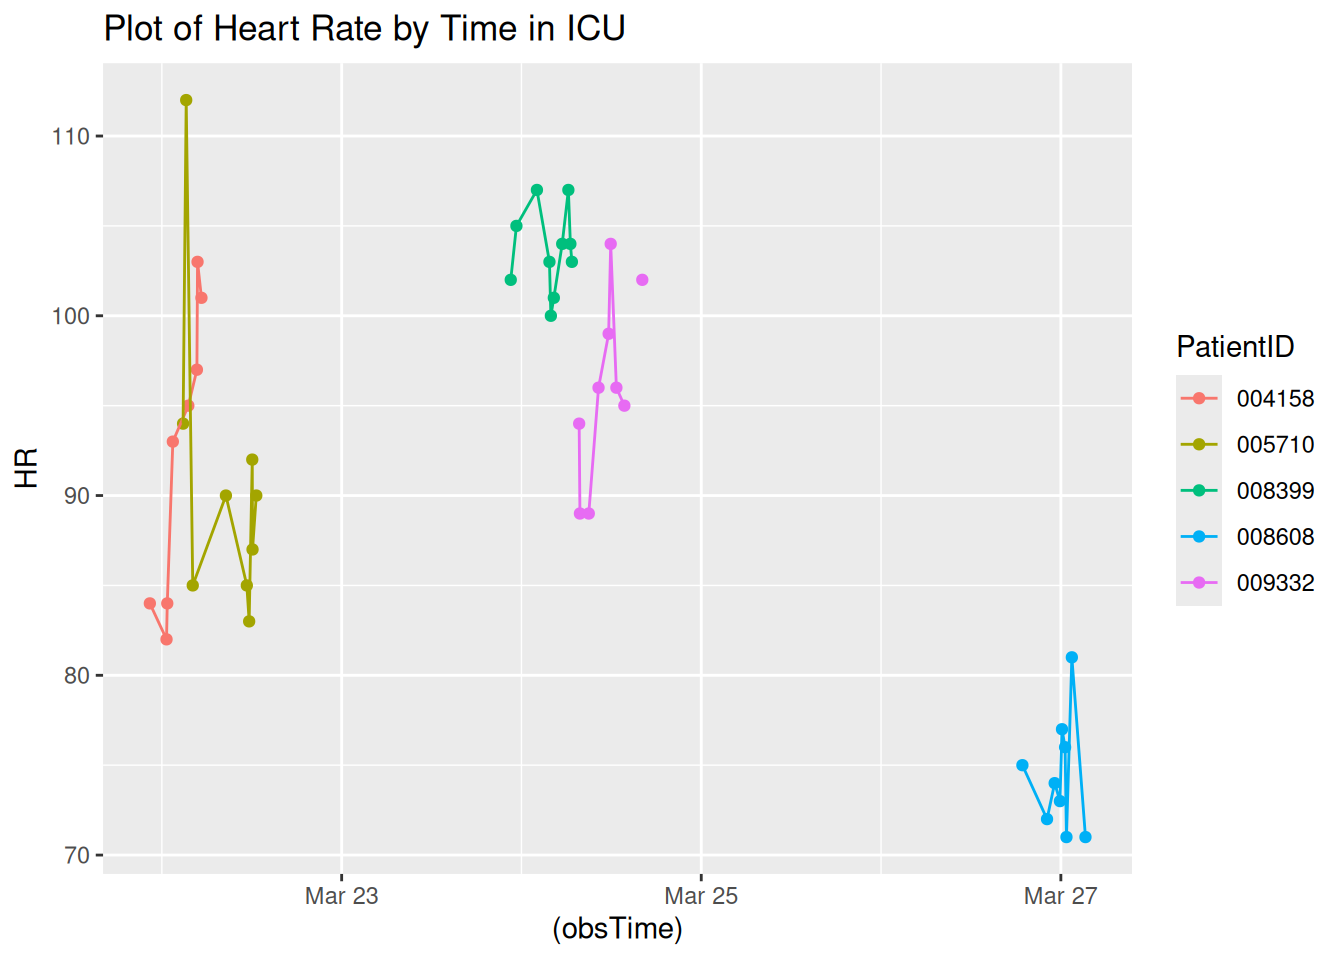 Plot of Heart Rate by Time in ICU
110
100
90
80
70
HR
Mar 23
Mar 25
Mar 27
(obsTime)
PatientID
004158
005710
008399
008608
009332